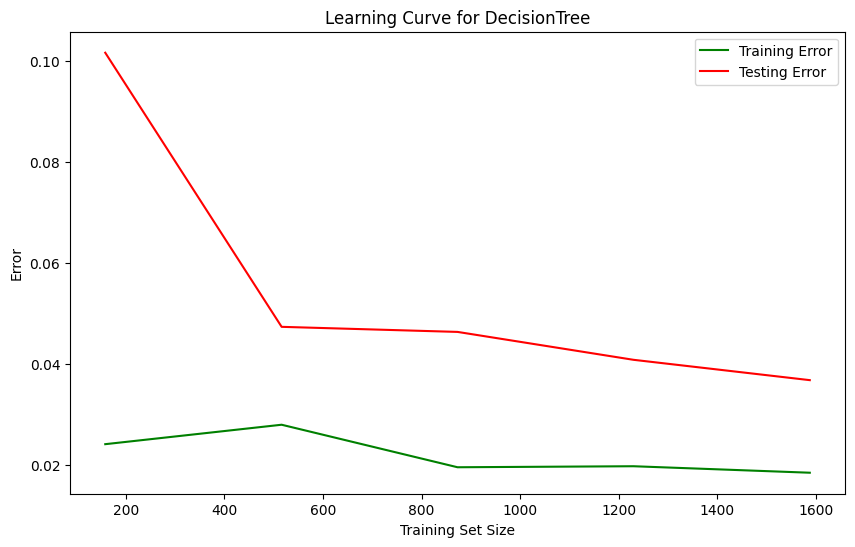 Learning Curve for DecisionTree
Training Error
Testing Error
0.10
0.08
0.06
0.04
0.02
Error
200 400 600 800 1000 1200 1400 1600
Training Set Size